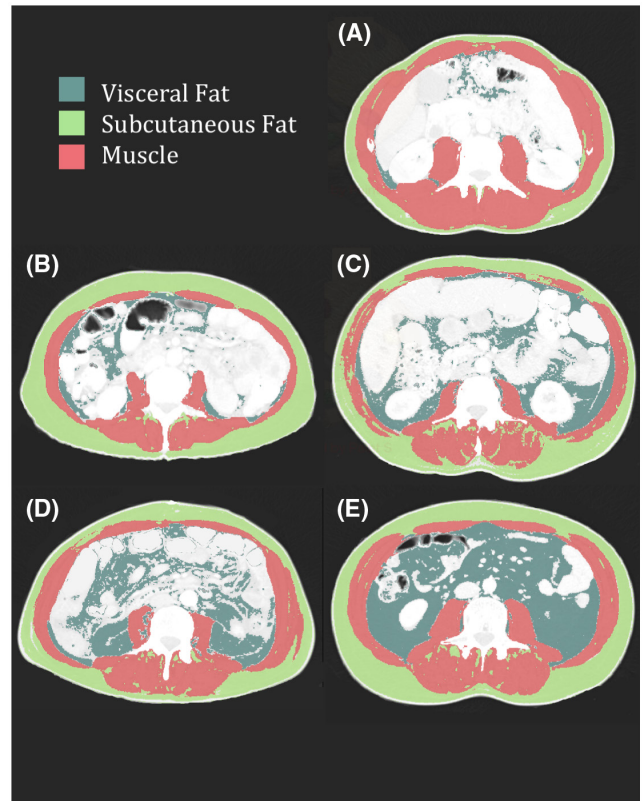 (A)
Visceral Fat
Subcutaneous Fat
Muscle
(B)
(C)
(D)
(E)